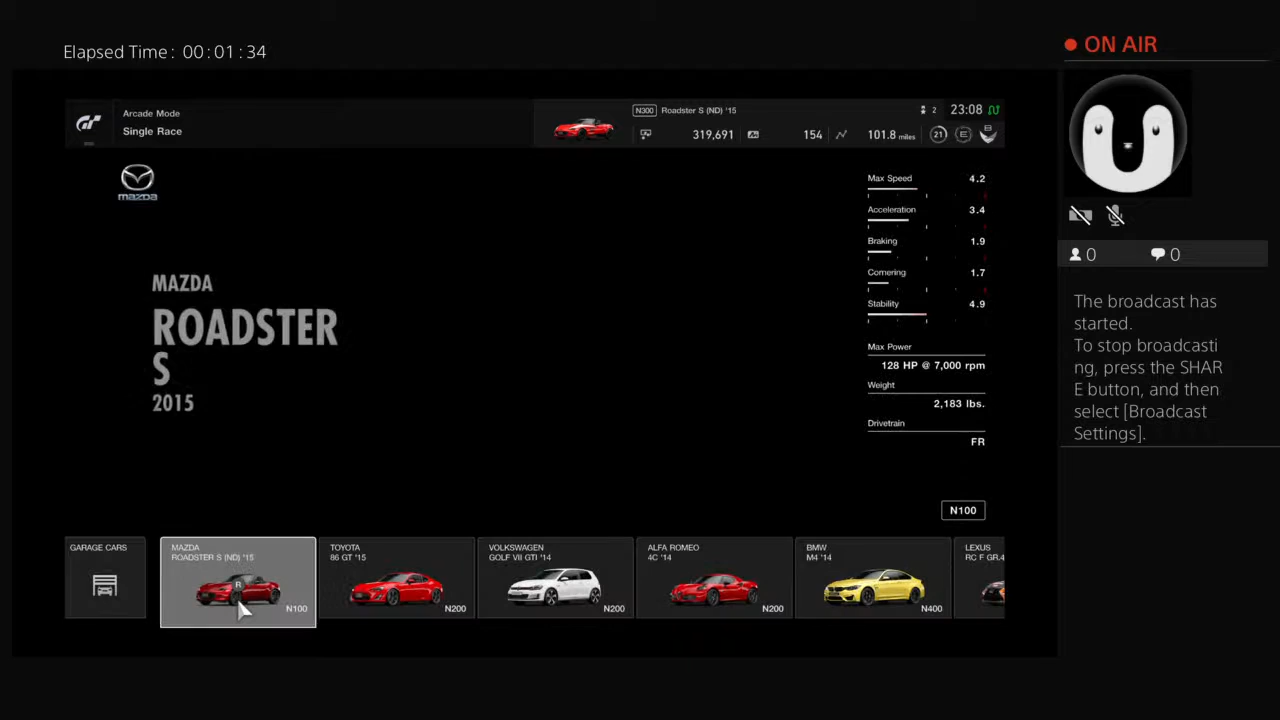 Elapsed Time: 00:01:34
ON AIR
Arcade Mode
Single Race
N300 Roadster S (ND) '15
2 23:08
319,691 154 101.8 miles 21 E B
mazda
MAZDA
ROADSTER
S
2015
Max Speed 4.2
Acceleration 3.4
Braking 1.9
Cornering 1.7
Stability 4.9
Max Power
128 HP @ 7,000 rpm
Weight
2,183 lbs.
Drivetrain
FR
N100
0 0
The broadcast has
started.
To stop broadcasti
ng, press the SHAR
E button, and then
select [Broadcast
Settings].
GARAGE CARS
MAZDA
ROADSTER S (ND) '15
R
N100
TOYOTA
86 GT '15
N200
VOLKSWAGEN
GOLF VII GTI '14
N200
ALFA ROMEO
4C '14
N200
BMW
M4 '14
N400
LEXUS
RC F GR.4